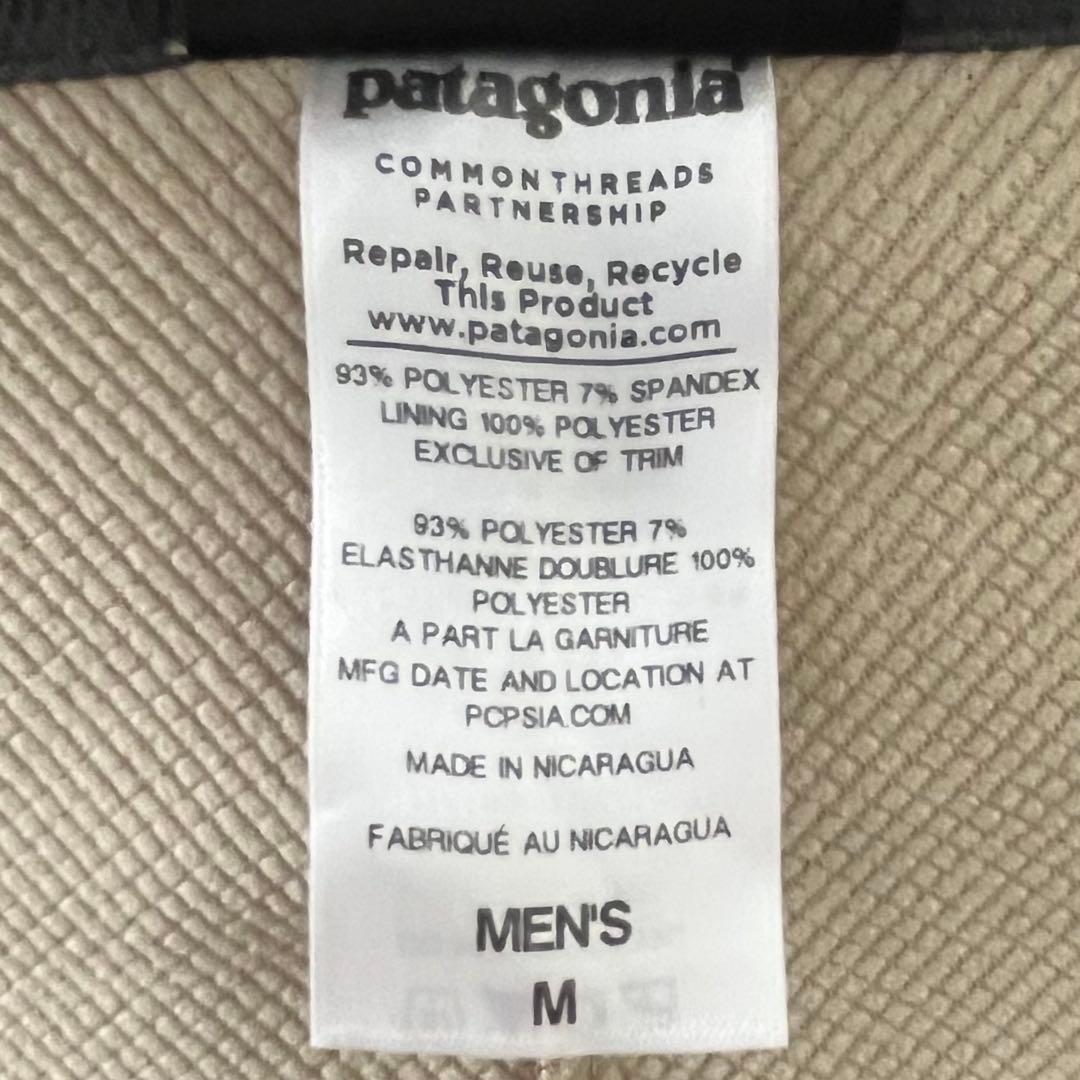 patagonia
COMMON THREADS
PARTNERSHIP
Repair, Reuse, Recycle
This Product
www.patagonia.com
93% POLYESTER 7% SPANDEX
LINING 100% POLYESTER
EXCLUSIVE OF TRIM
93% POLYESTER 7%
ELASTHANNE DOUBLURE 100%
POLYESTER
A PART LA GARNITURE
MFG DATE AND LOCATION AT
PCPSIA.COM
MADE IN NICARAGUA
FABRIQUÉ AU NICARAGUA
MEN'S
M